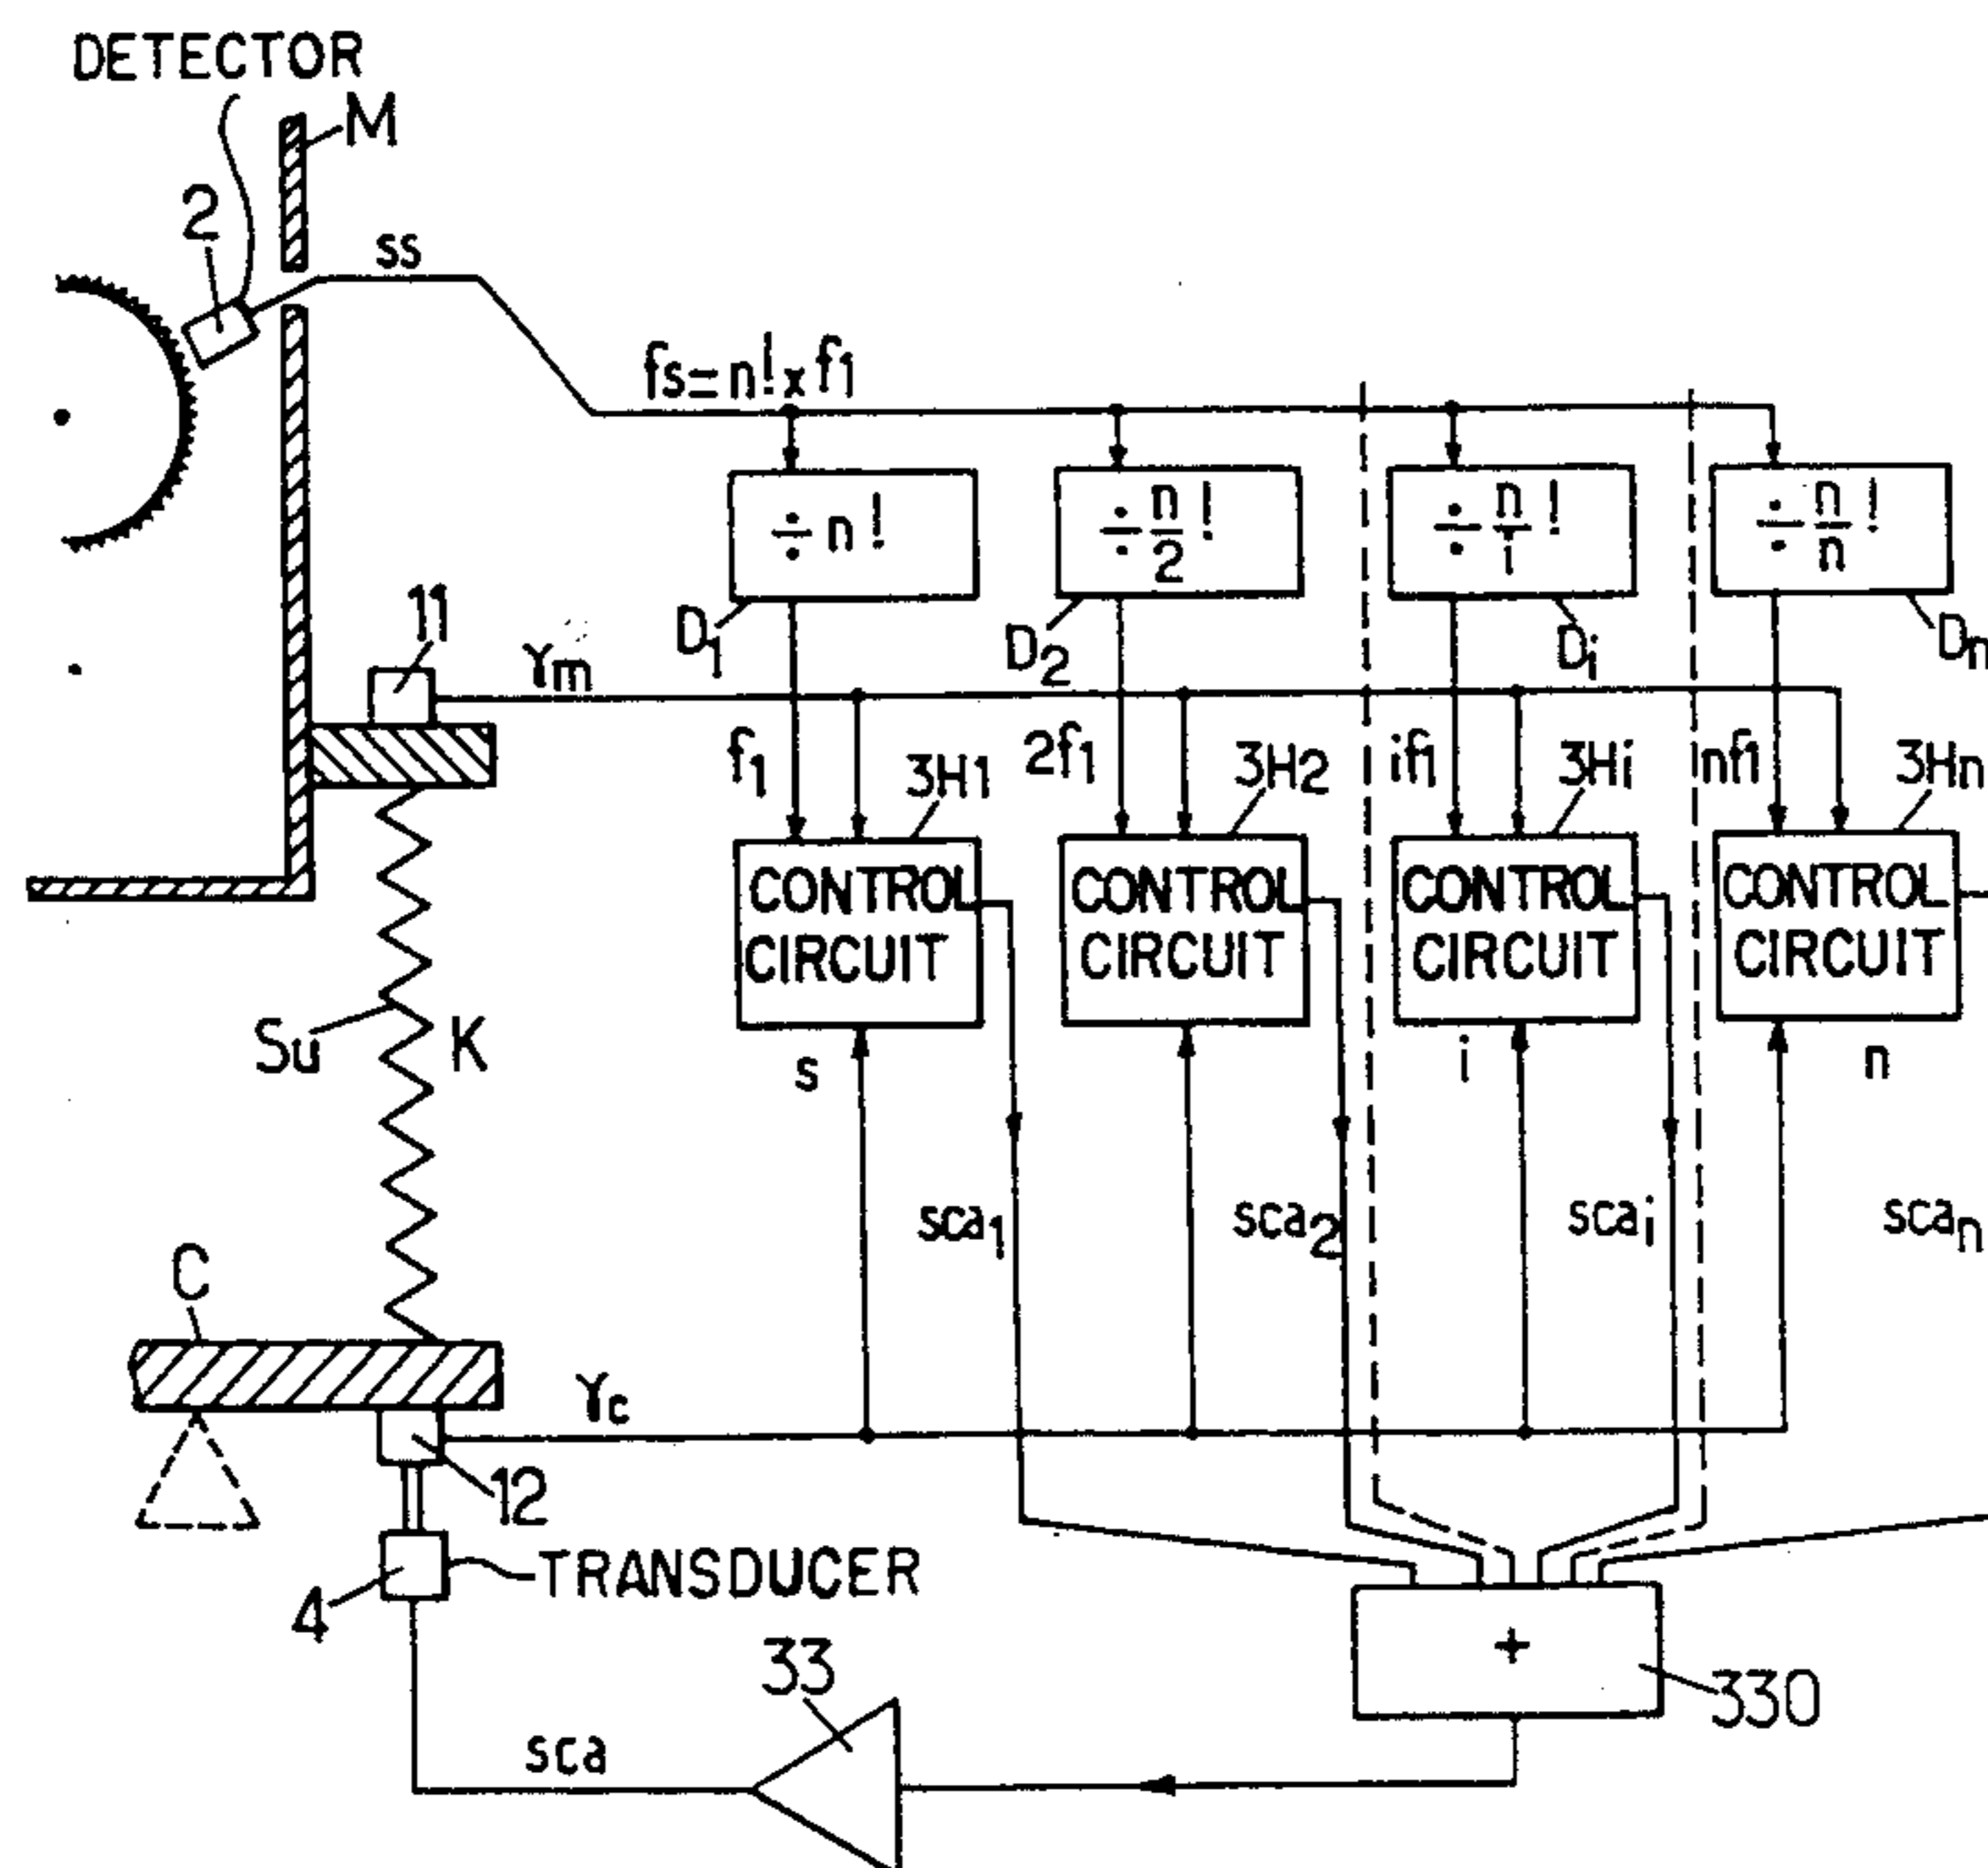 DETECTOR
M
2
ss
fs=n!xf1
÷ n!
÷ n/2 !
÷ n/i !
÷ n/n !
D1
D2
Di
Dn
11
γm
f1
2f1
if1
nf1
3H1
3H2
3Hi
3Hn
CONTROL CIRCUIT
CONTROL CIRCUIT
CONTROL CIRCUIT
CONTROL CIRCUIT
Su
K
s
i
n
sca1
sca2
scai
scan
C
γc
12
TRANSDUCER
4
33
+
330
sca